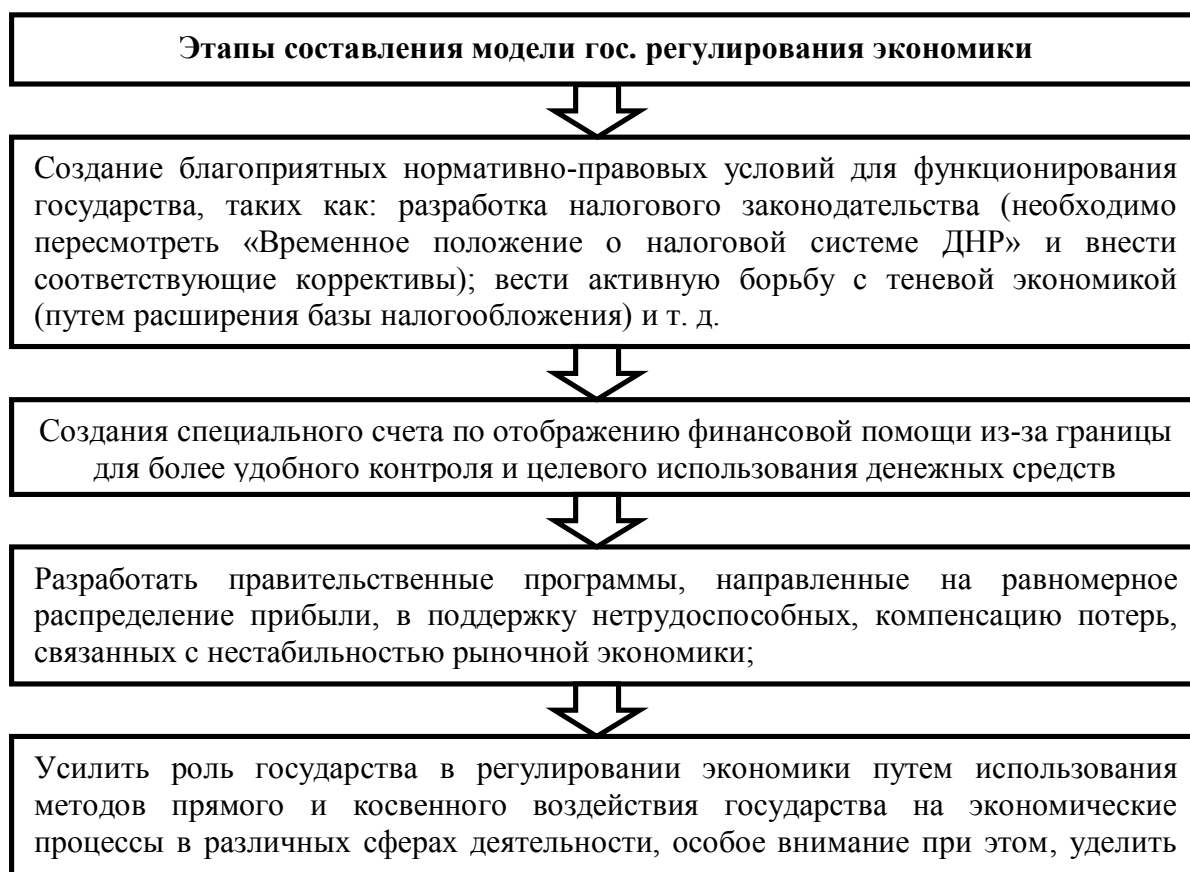 Этапы составления модели гос. регулирования экономики
Создание благоприятных нормативно-правовых условий для функционирования
государства, таких как: разработка налогового законодательства (необходимо
пересмотреть «Временное положение о налоговой системе ДНР» и внести
соответствующие коррективы); вести активную борьбу с теневой экономикой
(путем расширения базы налогообложения) и т. д.
Создания специального счета по отображению финансовой помощи из-за границы
для более удобного контроля и целевого использования денежных средств
Разработать правительственные программы, направленные на равномерное
распределение прибыли, в поддержку нетрудоспособных, компенсацию потерь,
связанных с нестабильностью рыночной экономики;
Усилить роль государства в регулировании экономики путем использования
методов прямого и косвенного воздействия государства на экономические
процессы в различных сферах деятельности, особое внимание при этом, уделить